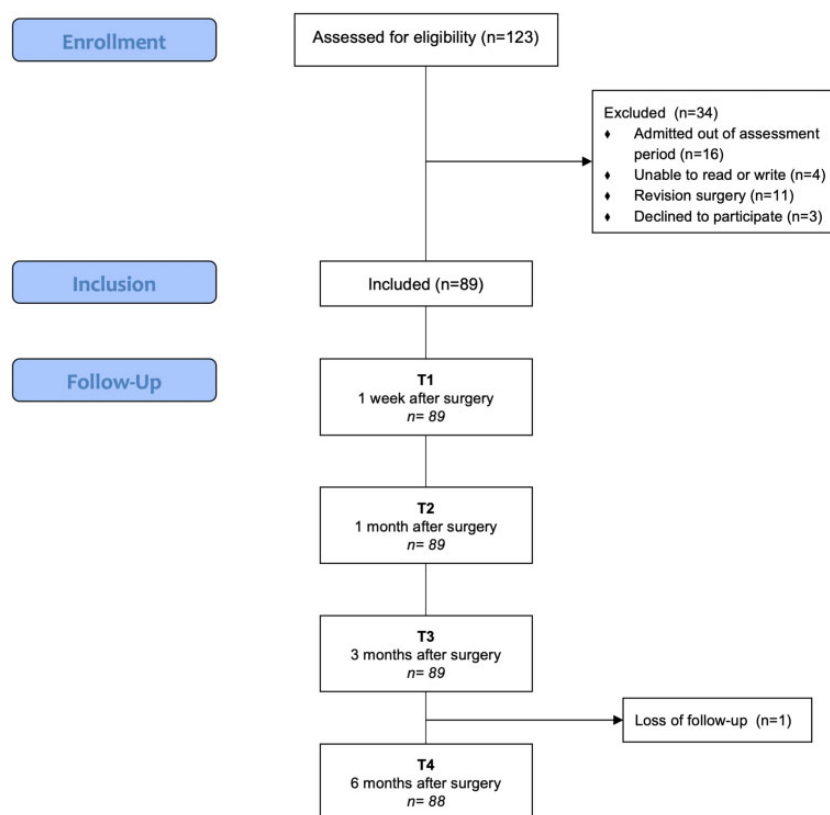 Enrollment
Assessed for eligibility (n=123)
Excluded (n=34)
♦ Admitted out of assessment
period (n=16)
♦ Unable to read or write (n=4)
♦ Revision surgery (n=11)
♦ Declined to participate (n=3)
Inclusion
Included (n=89)
Follow-Up
T1
1 week after surgery
n= 89
T2
1 month after surgery
n= 89
T3
3 months after surgery
n= 89
Loss of follow-up (n=1)
T4
6 months after surgery
n= 88